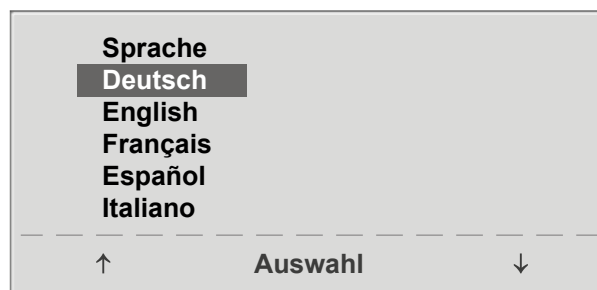 Sprache
Deutsch
English
Français
Español
Italiano
↑ Auswahl ↓